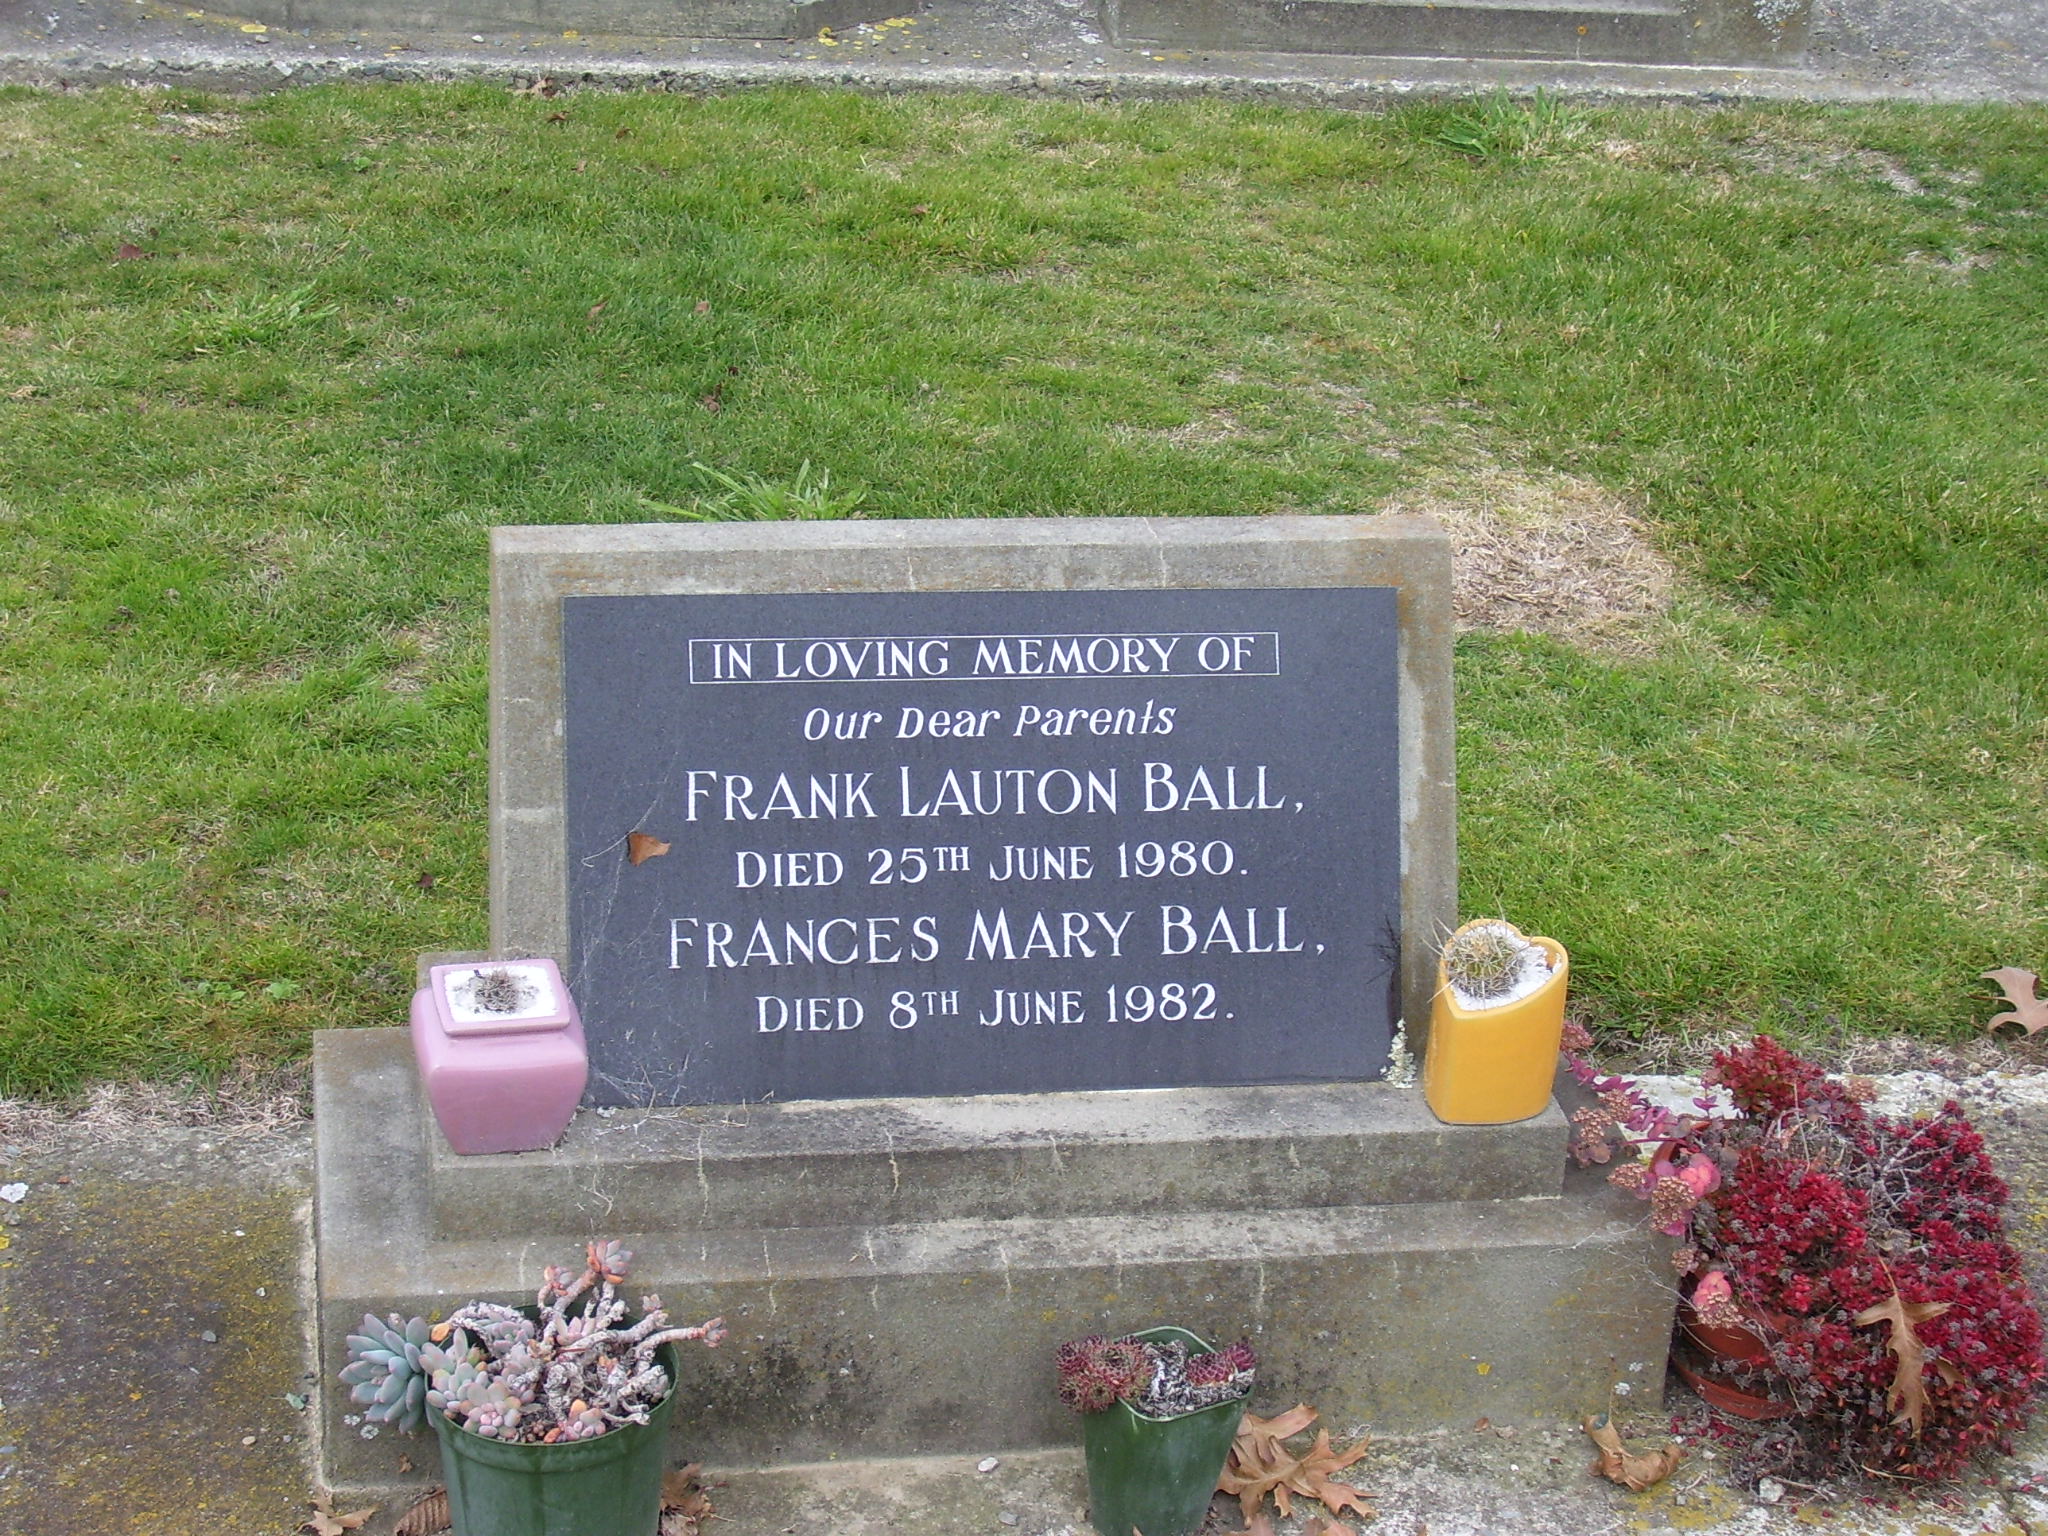 IN LOVING MEMORY OF
Our Dear Parents
FRANK LAUTON BALL,
DIED 25TH JUNE 1980.
FRANCES MARY BALL,
DIED 8TH JUNE 1982.